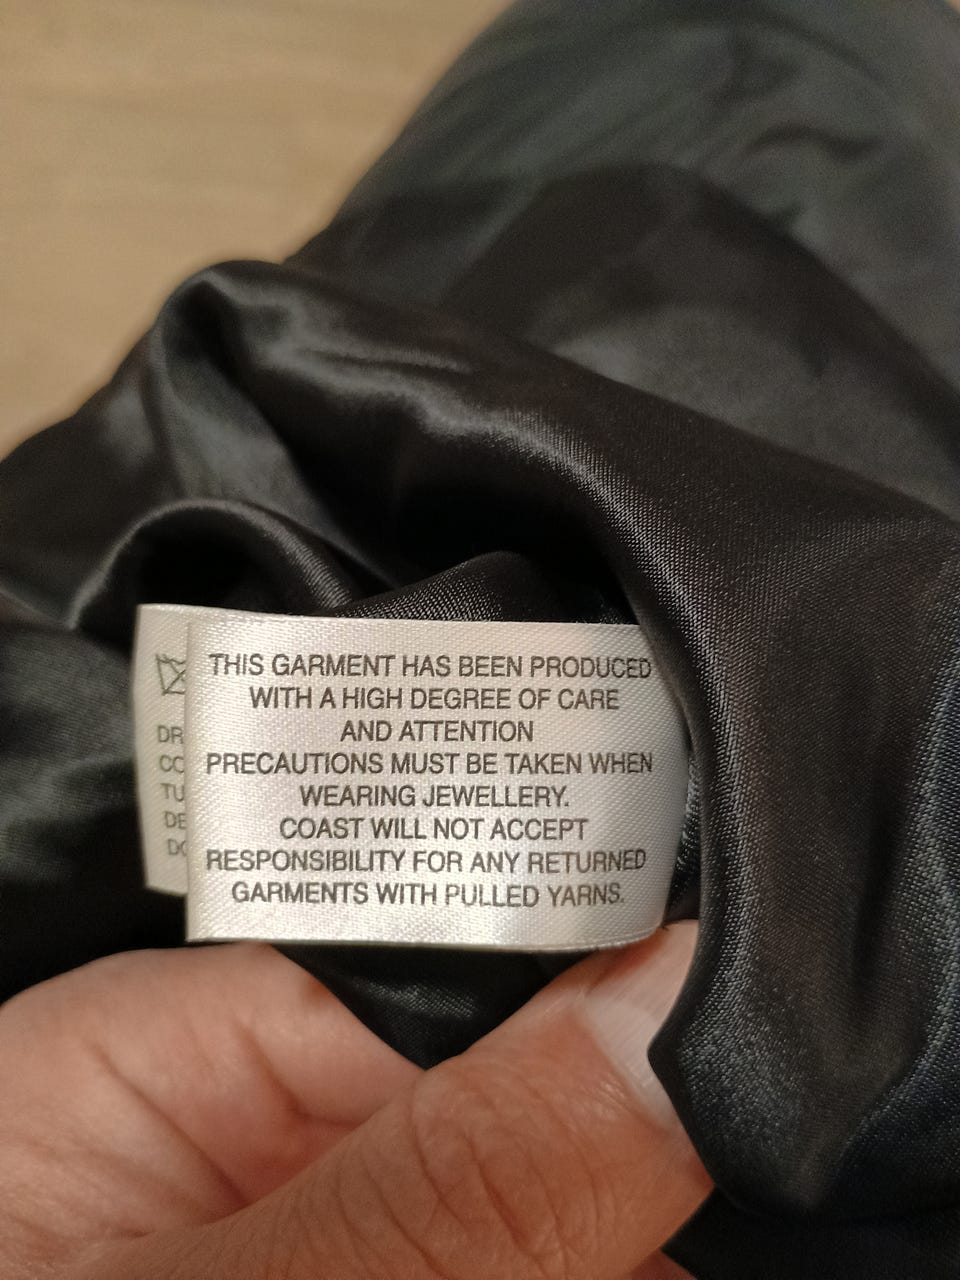 THIS GARMENT HAS BEEN PRODUCED
WITH A HIGH DEGREE OF CARE
AND ATTENTION
PRECAUTIONS MUST BE TAKEN WHEN
WEARING JEWELLERY.
COAST WILL NOT ACCEPT
RESPONSIBILITY FOR ANY RETURNED
GARMENTS WITH PULLED YARNS.